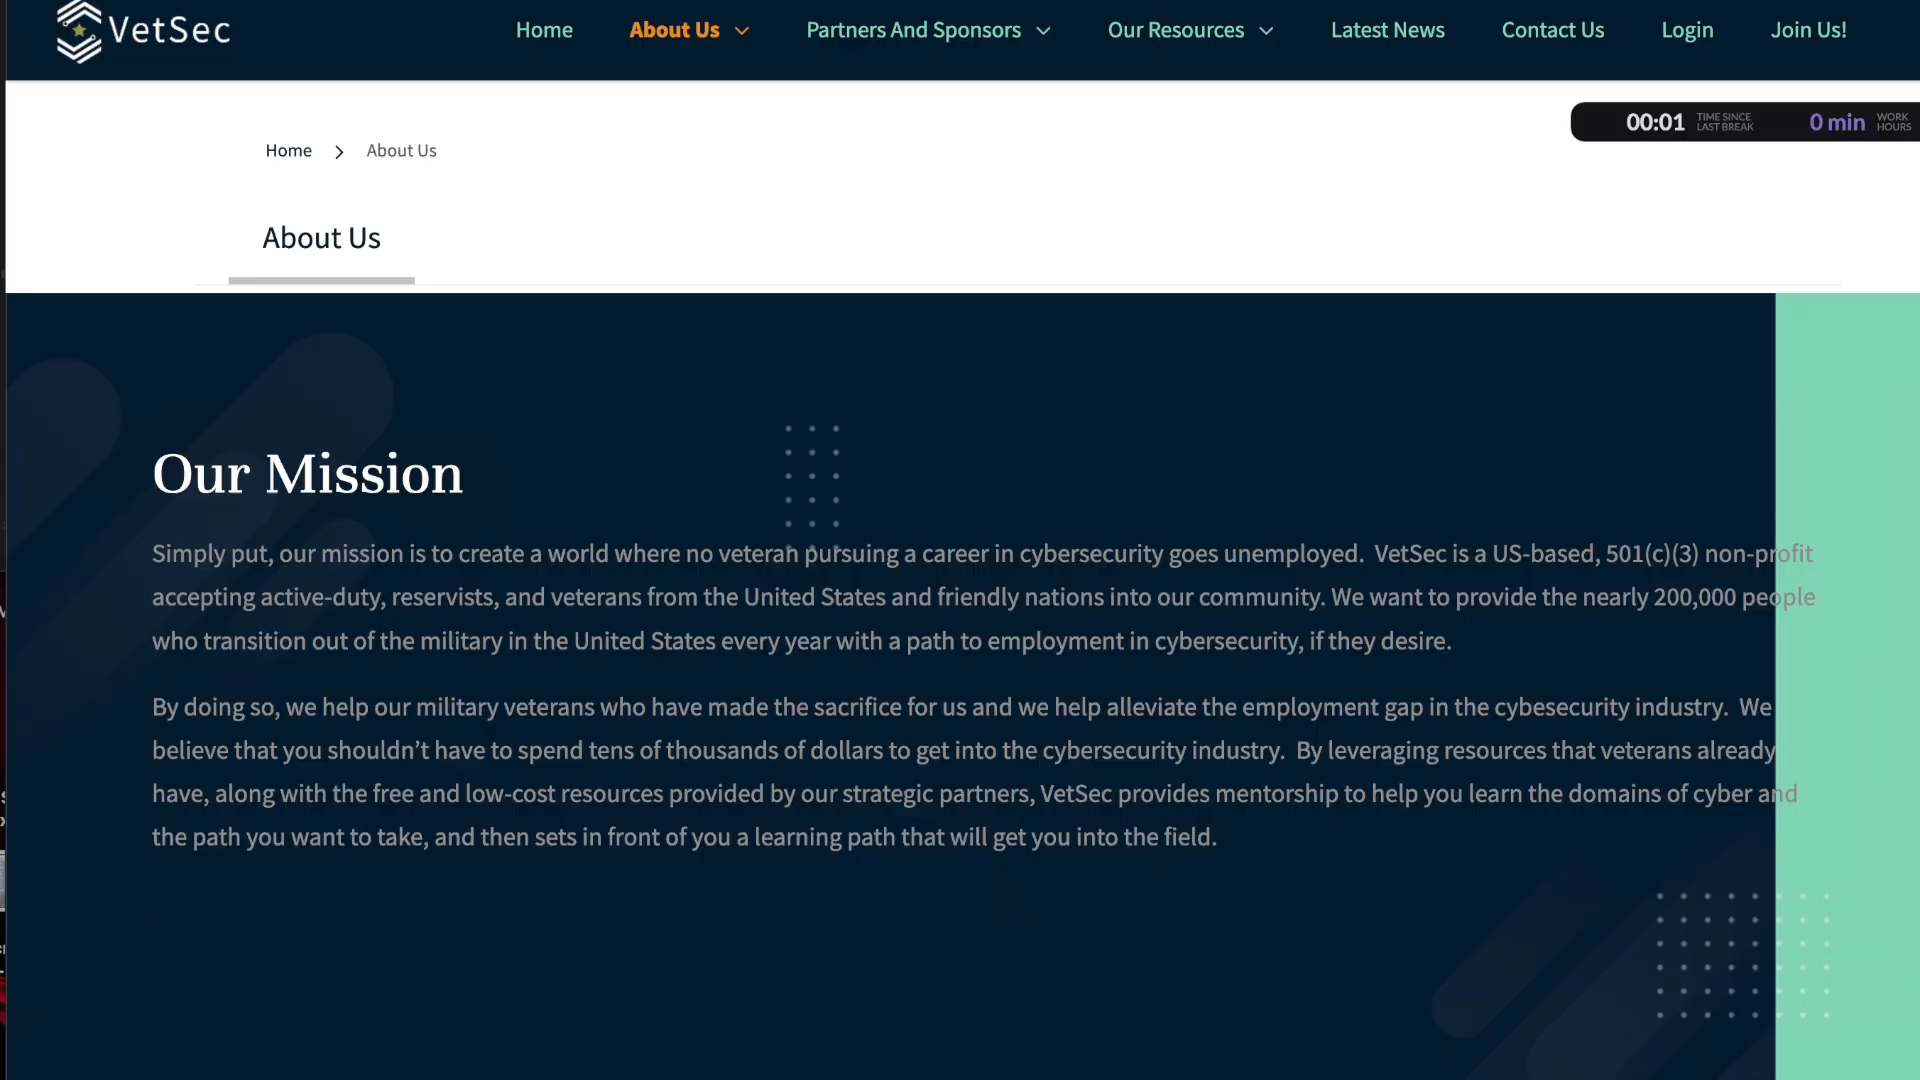 VetSec
Home
About Us
Partners And Sponsors
Our Resources
Latest News
Contact Us
Login
Join Us!
00:01 TIME SINCE LAST BREAK 0 min WORK HOURS
Home > About Us
About Us
Our Mission
Simply put, our mission is to create a world where no veteran pursuing a career in cybersecurity goes unemployed. VetSec is a US-based, 501(c)(3) non-profit
accepting active-duty, reservists, and veterans from the United States and friendly nations into our community. We want to provide the nearly 200,000 people
who transition out of the military in the United States every year with a path to employment in cybersecurity, if they desire.
By doing so, we help our military veterans who have made the sacrifice for us and we help alleviate the employment gap in the cybesecurity industry. We
believe that you shouldn’t have to spend tens of thousands of dollars to get into the cybersecurity industry. By leveraging resources that veterans already
have, along with the free and low-cost resources provided by our strategic partners, VetSec provides mentorship to help you learn the domains of cyber and
the path you want to take, and then sets in front of you a learning path that will get you into the field.